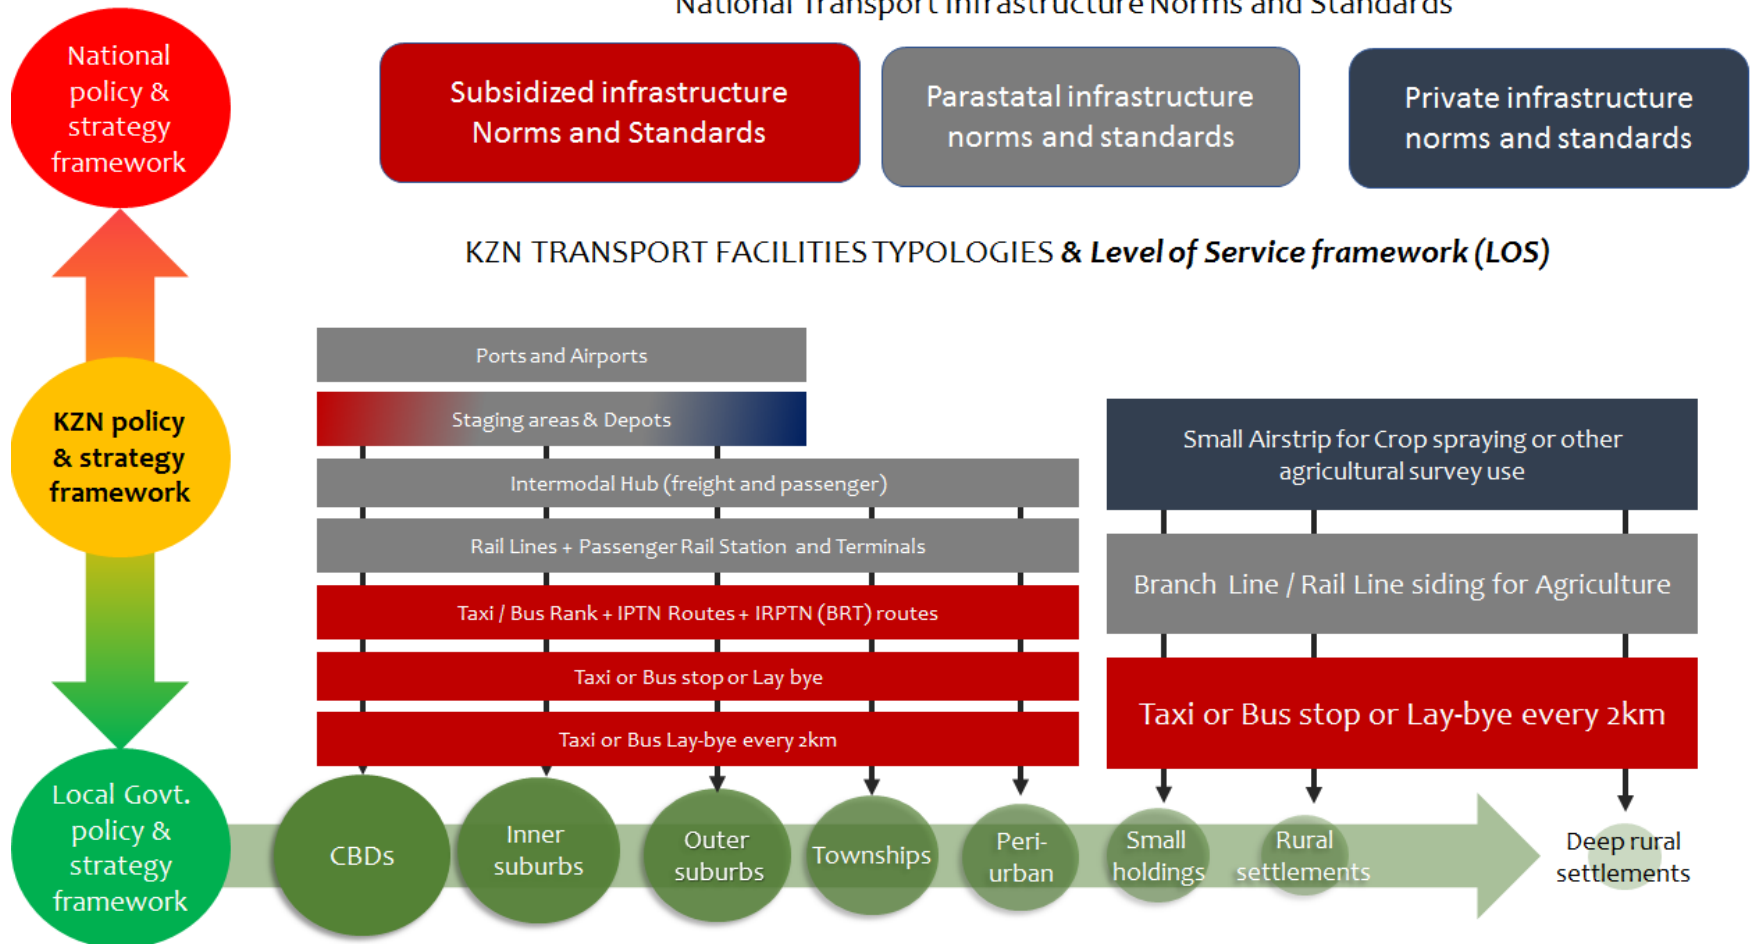 National Transport Infrastructure Norms and Standards
National
policy &
strategy
framework
Subsidized infrastructure
Norms and Standards
Parastatal infrastructure
norms and standards
Private infrastructure
norms and standards
KZN TRANSPORT FACILITIES TYPOLOGIES & Level of Service framework (LOS)
KZN policy
& strategy
framework
Ports and Airports
Staging areas & Depots
Intermodal Hub (freight and passenger)
Rail Lines + Passenger Rail Station and Terminals
Taxi / Bus Rank + IPTN Routes + IRPTN (BRT) routes
Taxi or Bus stop or Lay bye
Taxi or Bus Lay-bye every 2km
Small Airstrip for Crop spraying or other
agricultural survey use
Branch Line / Rail Line siding for Agriculture
Taxi or Bus stop or Lay-bye every 2km
Local Govt.
policy &
strategy
framework
CBDs
Inner
suburbs
Outer
suburbs
Townships
Peri-
urban
Small
holdings
Rural
settlements
Deep rural
settlements